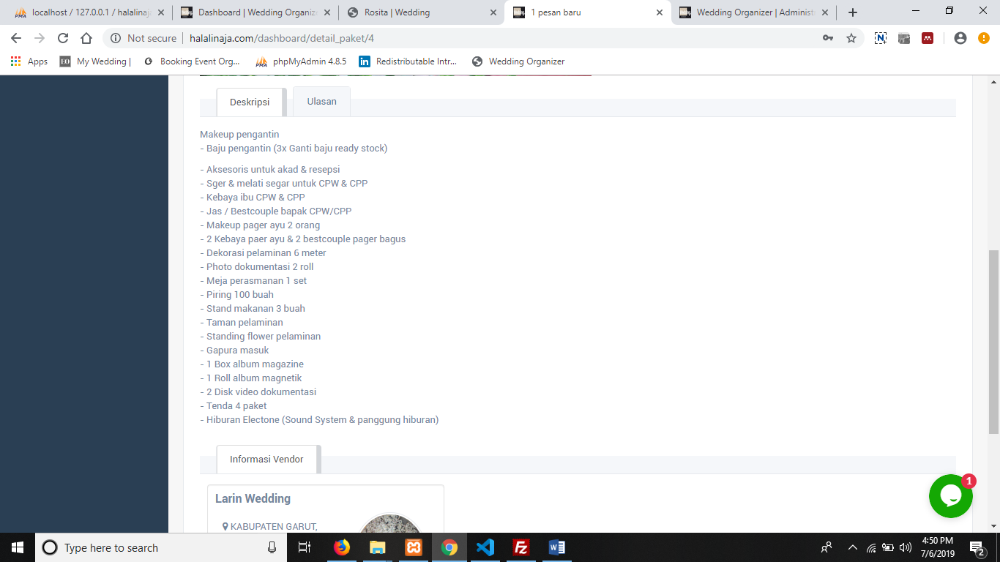 localhost / 127.0.0.1 / halalinaja
Dashboard | Wedding Organiz
Rosita | Wedding
1 pesan baru
Wedding Organizer | Administ
Not secure
halalinaja.com/dashboard/detail_paket/4
Apps
EO
My Wedding |
Booking Event Org...
phpMyAdmin 4.8.5
Redistributable Intr...
Wedding Organizer
Deskripsi
Ulasan
Makeup pengantin
- Baju pengantin (3x Ganti baju ready stock)
- Aksesoris untuk akad & resepsi
- Sger & melati segar untuk CPW & CPP
- Kebaya ibu CPW & CPP
- Jas / Bestcouple bapak CPW/CPP
- Makeup pager ayu 2 orang
- 2 Kebaya paer ayu & 2 bestcouple pager bagus
- Dekorasi pelaminan 6 meter
- Photo dokumentasi 2 roll
- Meja perasmanan 1 set
- Piring 100 buah
- Stand makanan 3 buah
- Taman pelaminan
- Standing flower pelaminan
- Gapura masuk
- 1 Box album magazine
- 1 Roll album magnetik
- 2 Disk video dokumentasi
- Tenda 4 paket
- Hiburan Electone (Sound System & panggung hiburan)
Informasi Vendor
Larin Wedding
KABUPATEN GARUT,
1
Type here to search
4:50 PM
7/6/2019
2